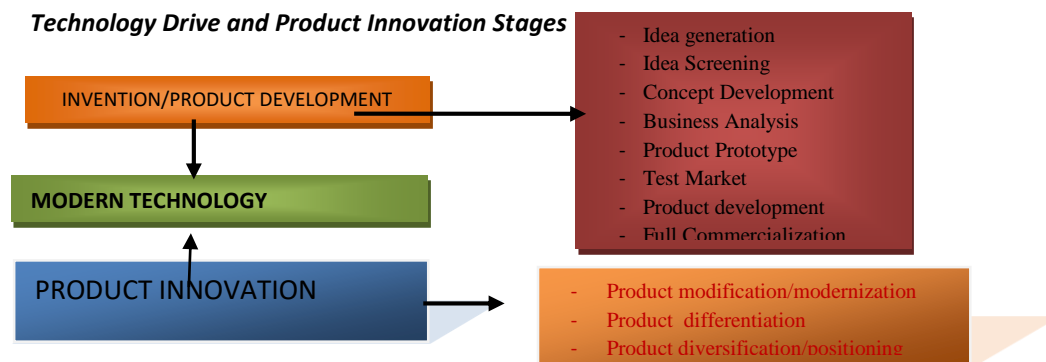 Technology Drive and Product Innovation Stages
- Idea generation
- Idea Screening
- Concept Development
- Business Analysis
- Product Prototype
- Test Market
- Product development
- Full Commercialization
INVENTION/PRODUCT DEVELOPMENT
MODERN TECHNOLOGY
PRODUCT INNOVATION
- Product modification/modernization
- Product differentiation
- Product diversification/positioning